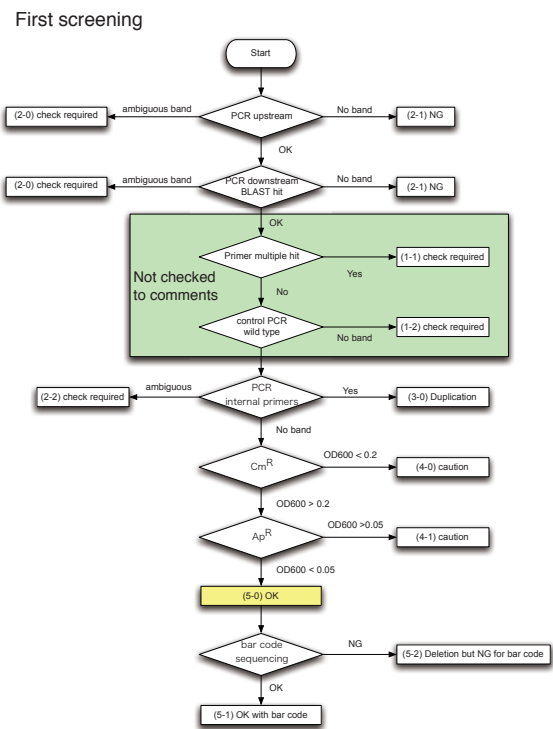 First screening
Start
(2-0) check required
ambiguous band
PCR upstream
No band
(2-1) NG
OK
(2-0) check required
ambiguous band
PCR downstream
BLAST hit
No band
(2-1) NG
OK
Not checked
to comments
Primer multiple hit
Yes
(1-1) check required
No
control PCR
wild type
No band
(1-2) check required
(2-2) check required
ambiguous
PCR
internal primers
Yes
(3-0) Duplication
No band
CmR
OD600 < 0.2
(4-0) caution
OD600 > 0.2
ApR
OD600 >0.05
(4-1) caution
OD600 < 0.05
(5-0) OK
bar code
sequencing
NG
(5-2) Deletion but NG for bar code
OK
(5-1) OK with bar code